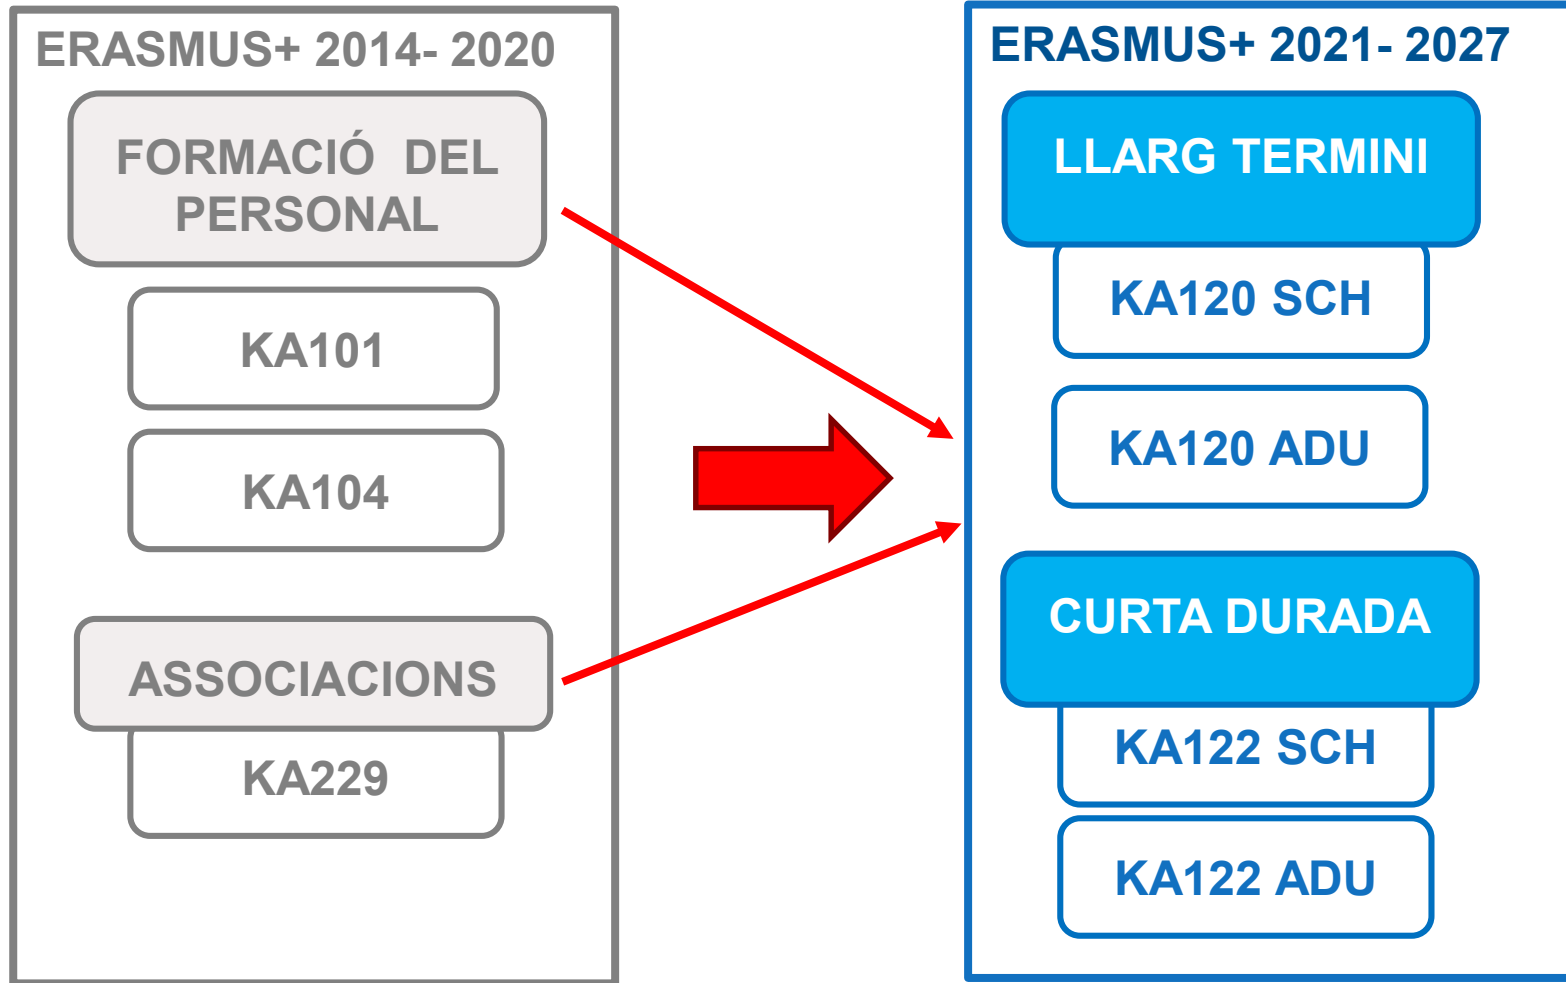 ERASMUS+ 2014- 2020
FORMACIÓ DEL
PERSONAL
KA101
KA104
ASSOCIACIONS
KA229
ERASMUS+ 2021- 2027
LLARG TERMINI
KA120 SCH
KA120 ADU
CURTA DURADA
KA122 SCH
KA122 ADU